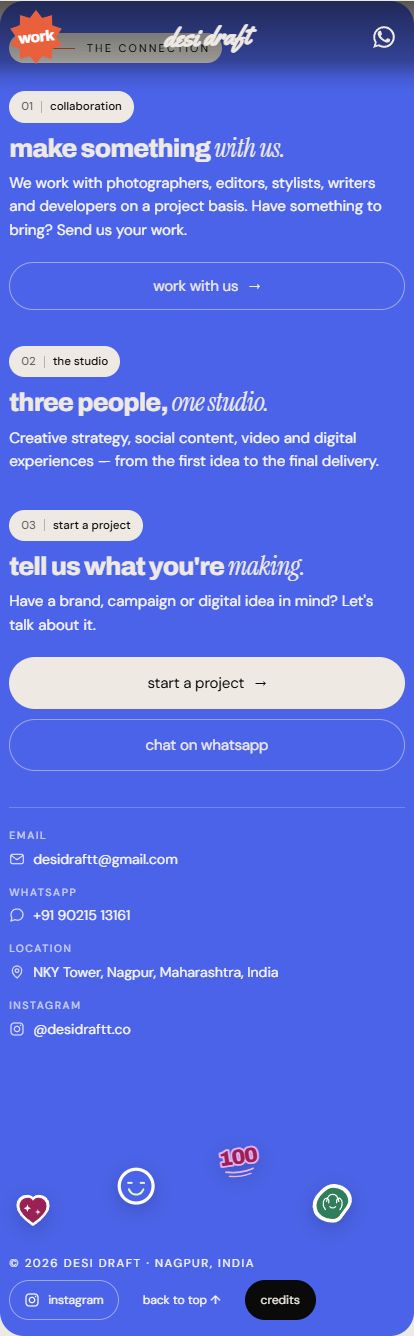 work
THE CONNECTION
desi draft
01 | collaboration
make something with us.
We work with photographers, editors, stylists, writers
and developers on a project basis. Have something to
bring? Send us your work.
work with us →
02 | the studio
three people, one studio.
Creative strategy, social content, video and digital
experiences — from the first idea to the final delivery.
03 | start a project
tell us what you're making.
Have a brand, campaign or digital idea in mind? Let's
talk about it.
start a project →
chat on whatsapp
EMAIL
desidraftt@gmail.com
WHATSAPP
+91 90215 13161
LOCATION
NKY Tower, Nagpur, Maharashtra, India
INSTAGRAM
@desidraftt.co
100
© 2026 DESI DRAFT · NAGPUR, INDIA
instagram
back to top ↑
credits